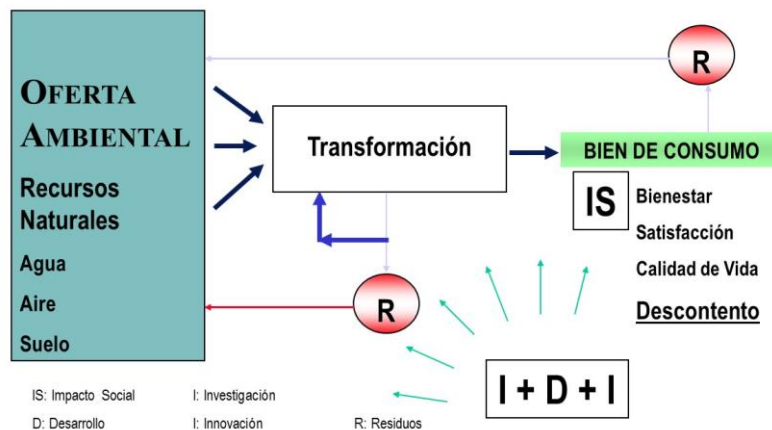 OFERTA
AMBIENTAL
Recursos
Naturales
Agua
Aire
Suelo
Transformación
R
R
BIEN DE CONSUMO
IS
Bienestar
Satisfacción
Calidad de Vida
Descontento
I + D + I
IS: Impacto Social
I: Investigación
D: Desarrollo
I: Innovación
R: Residuos